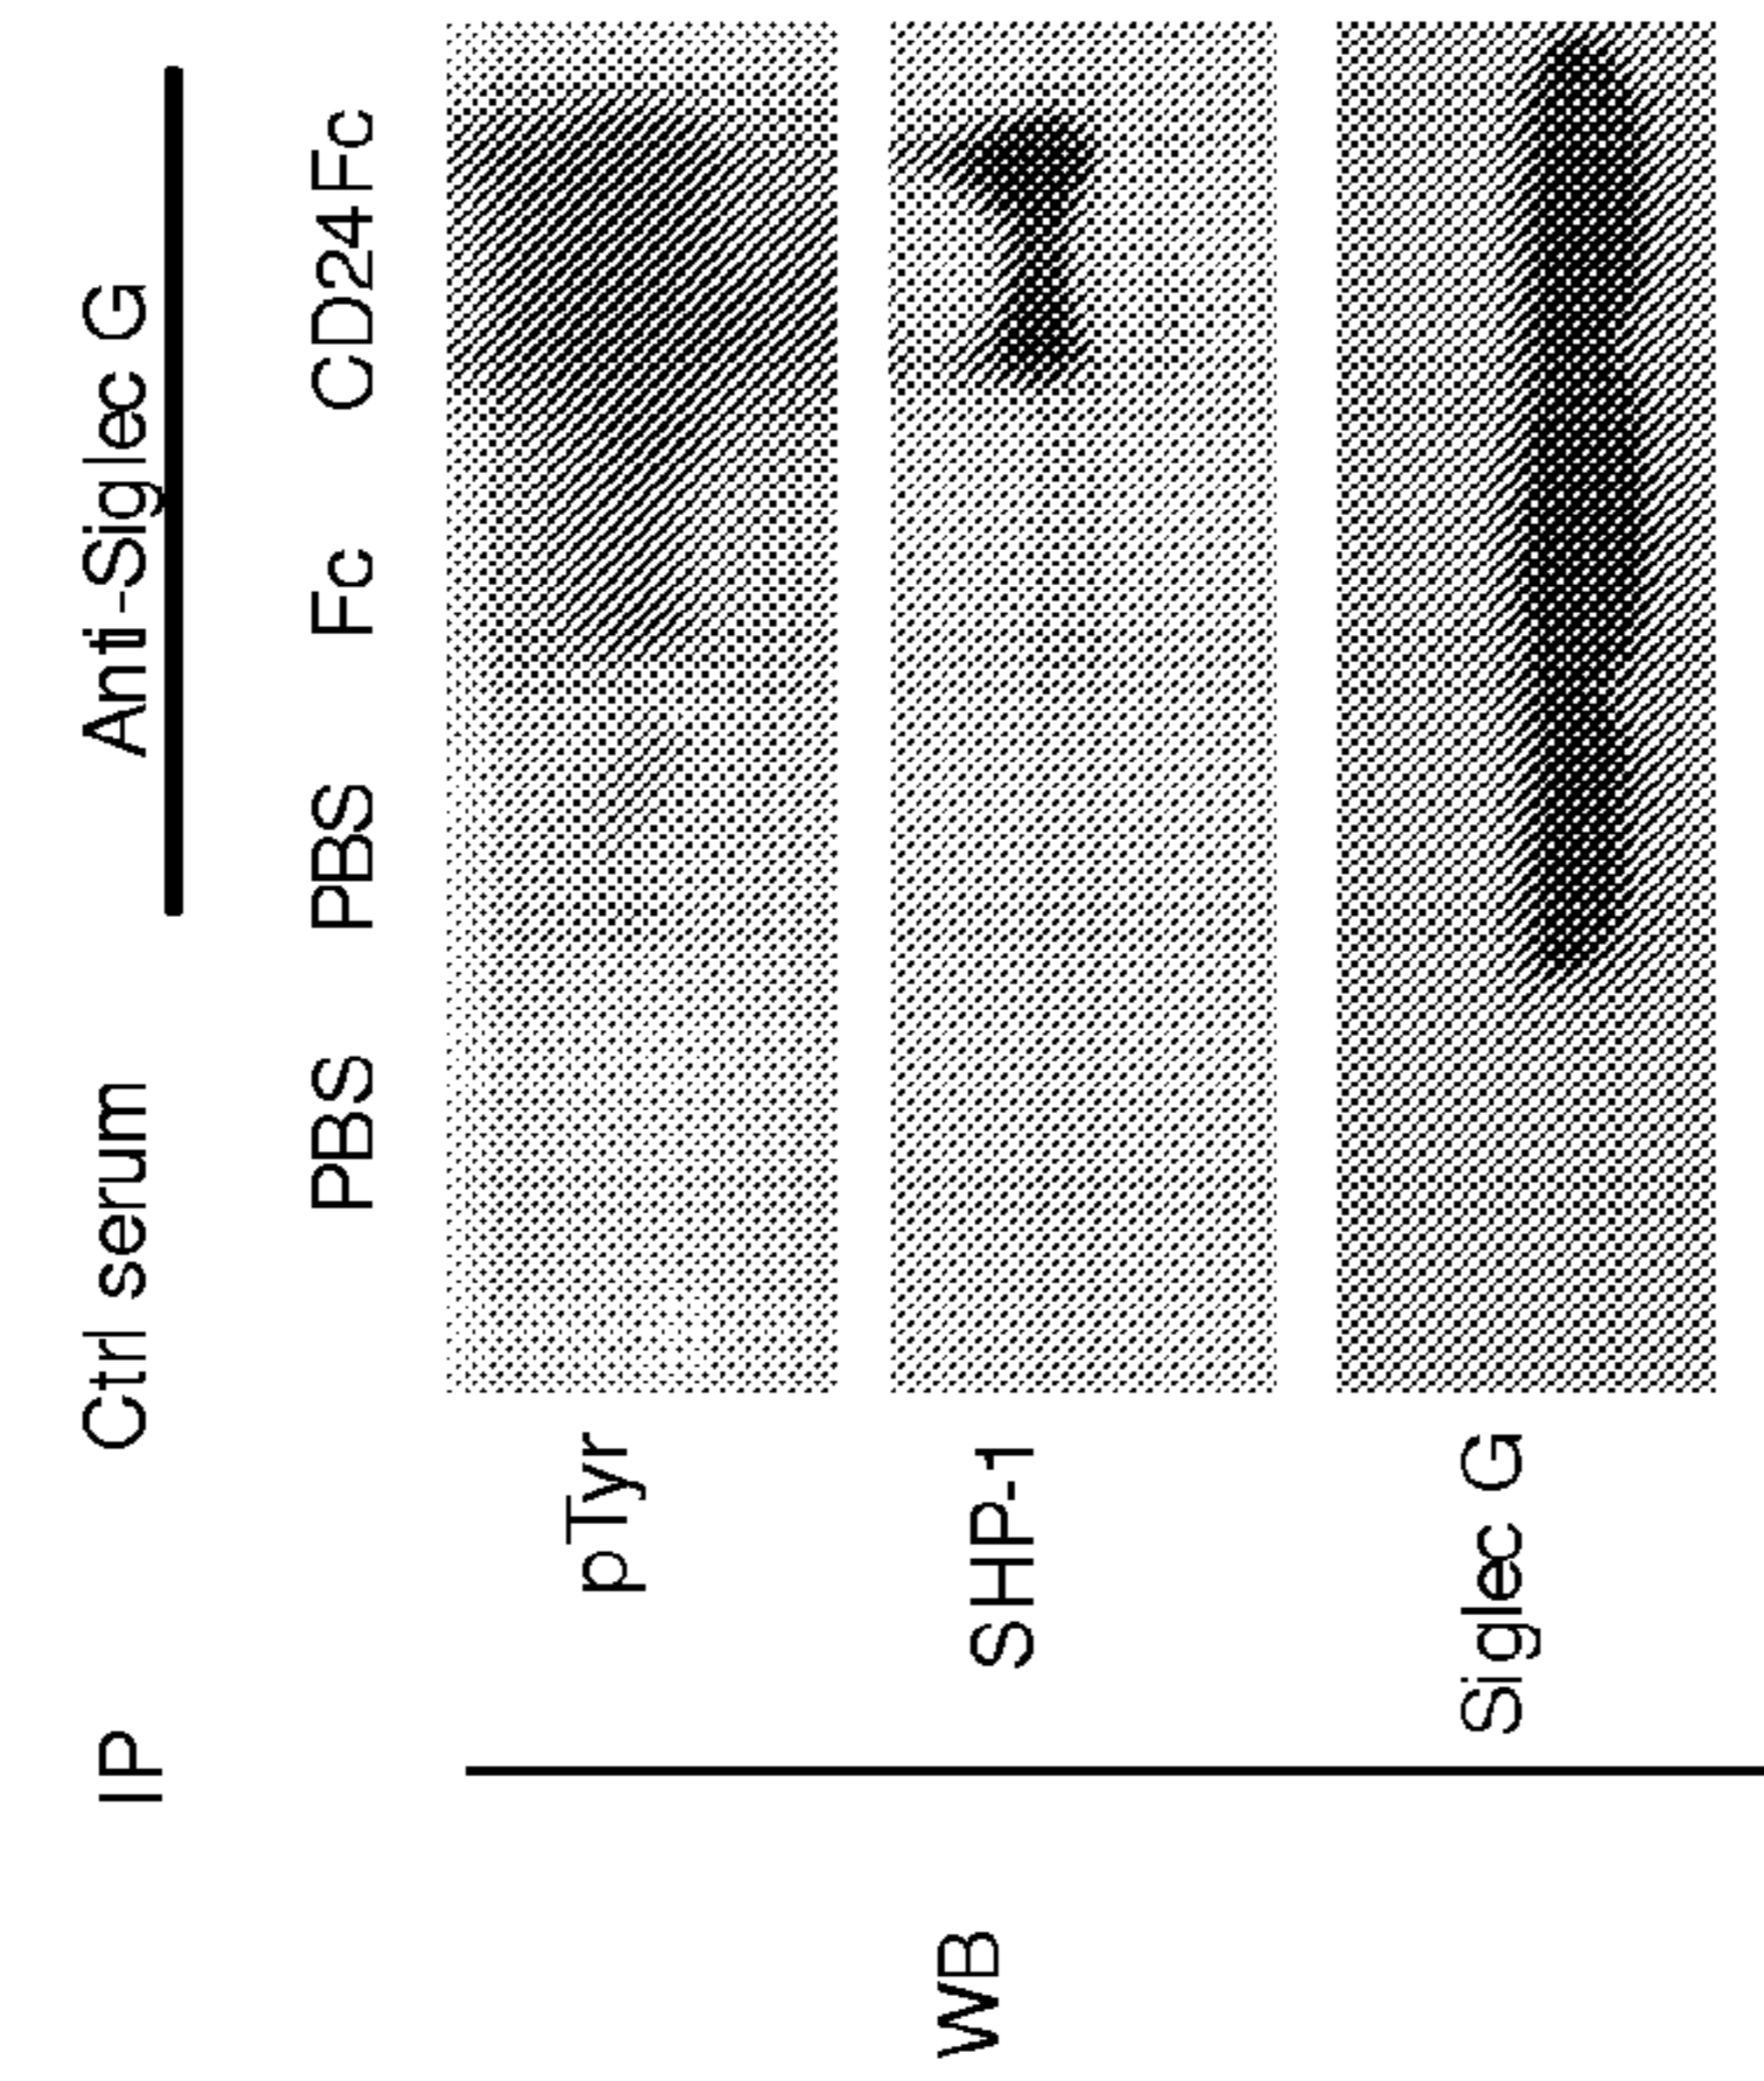 IP Ctrl serum Anti-Siglec G
PBS PBS Fc CD24Fc
WB
pTyr
SHP-1
Siglec G